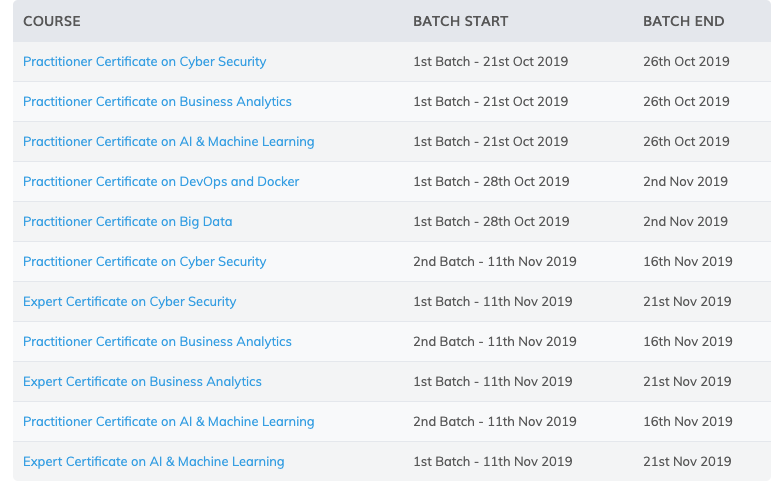 COURSE BATCH START BATCH END
Practitioner Certificate on Cyber Security 1st Batch - 21st Oct 2019 26th Oct 2019
Practitioner Certificate on Business Analytics 1st Batch - 21st Oct 2019 26th Oct 2019
Practitioner Certificate on AI & Machine Learning 1st Batch - 21st Oct 2019 26th Oct 2019
Practitioner Certificate on DevOps and Docker 1st Batch - 28th Oct 2019 2nd Nov 2019
Practitioner Certificate on Big Data 1st Batch - 28th Oct 2019 2nd Nov 2019
Practitioner Certificate on Cyber Security 2nd Batch - 11th Nov 2019 16th Nov 2019
Expert Certificate on Cyber Security 1st Batch - 11th Nov 2019 21st Nov 2019
Practitioner Certificate on Business Analytics 2nd Batch - 11th Nov 2019 16th Nov 2019
Expert Certificate on Business Analytics 1st Batch - 11th Nov 2019 21st Nov 2019
Practitioner Certificate on AI & Machine Learning 2nd Batch - 11th Nov 2019 16th Nov 2019
Expert Certificate on AI & Machine Learning 1st Batch - 11th Nov 2019 21st Nov 2019